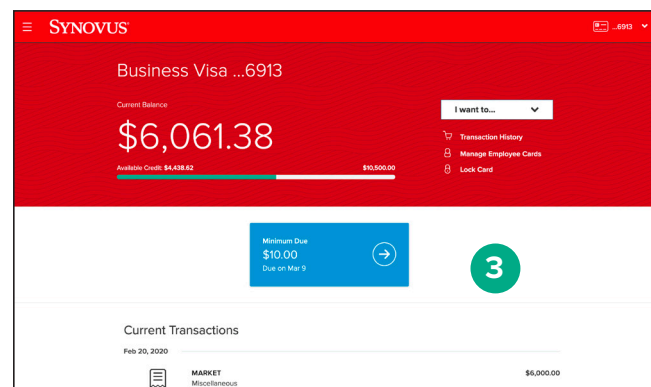 SYNOVUS
...6913
Business Visa ...6913
Current Balance
$6,061.38
Available Credit: $4,438.62
$10,500.00
I want to...
Transaction History
Manage Employee Cards
Lock Card
Minimum Due
$10.00
Due on Mar 9
3
Current Transactions
Feb 20, 2020
MARKET
$6,000.00
Miscellaneous